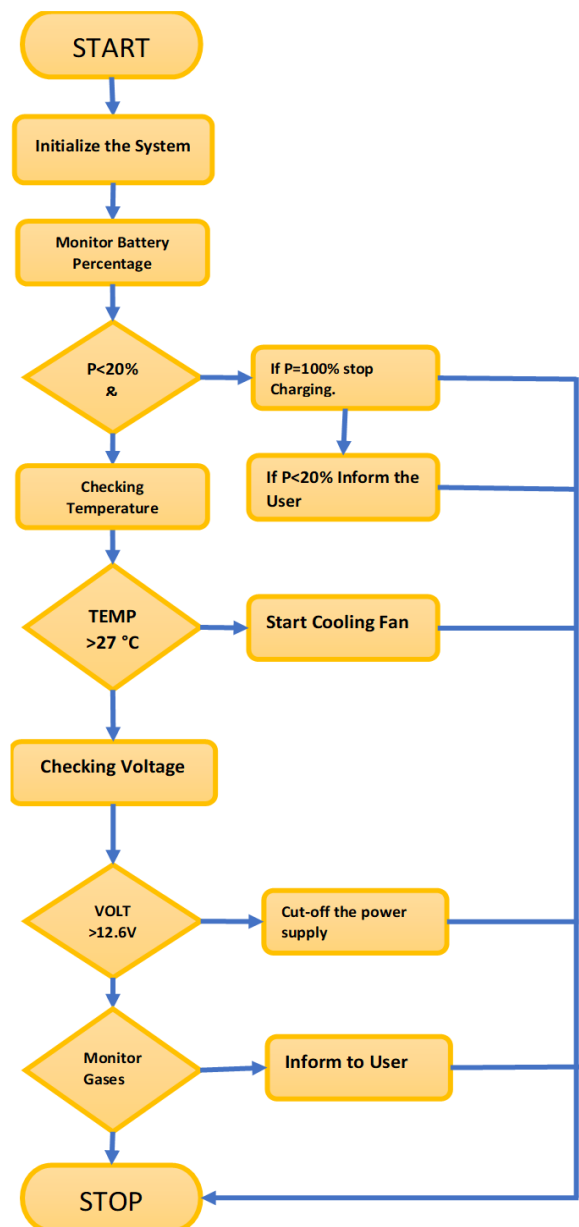 START
Initialize the System
Monitor Battery
Percentage
P<20%
&
If P=100% stop
Charging.
If P<20% Inform the
User
Checking
Temperature
TEMP
>27 °C
Start Cooling Fan
Checking Voltage
VOLT
>12.6V
Cut-off the power
supply
Monitor
Gases
Inform to User
STOP